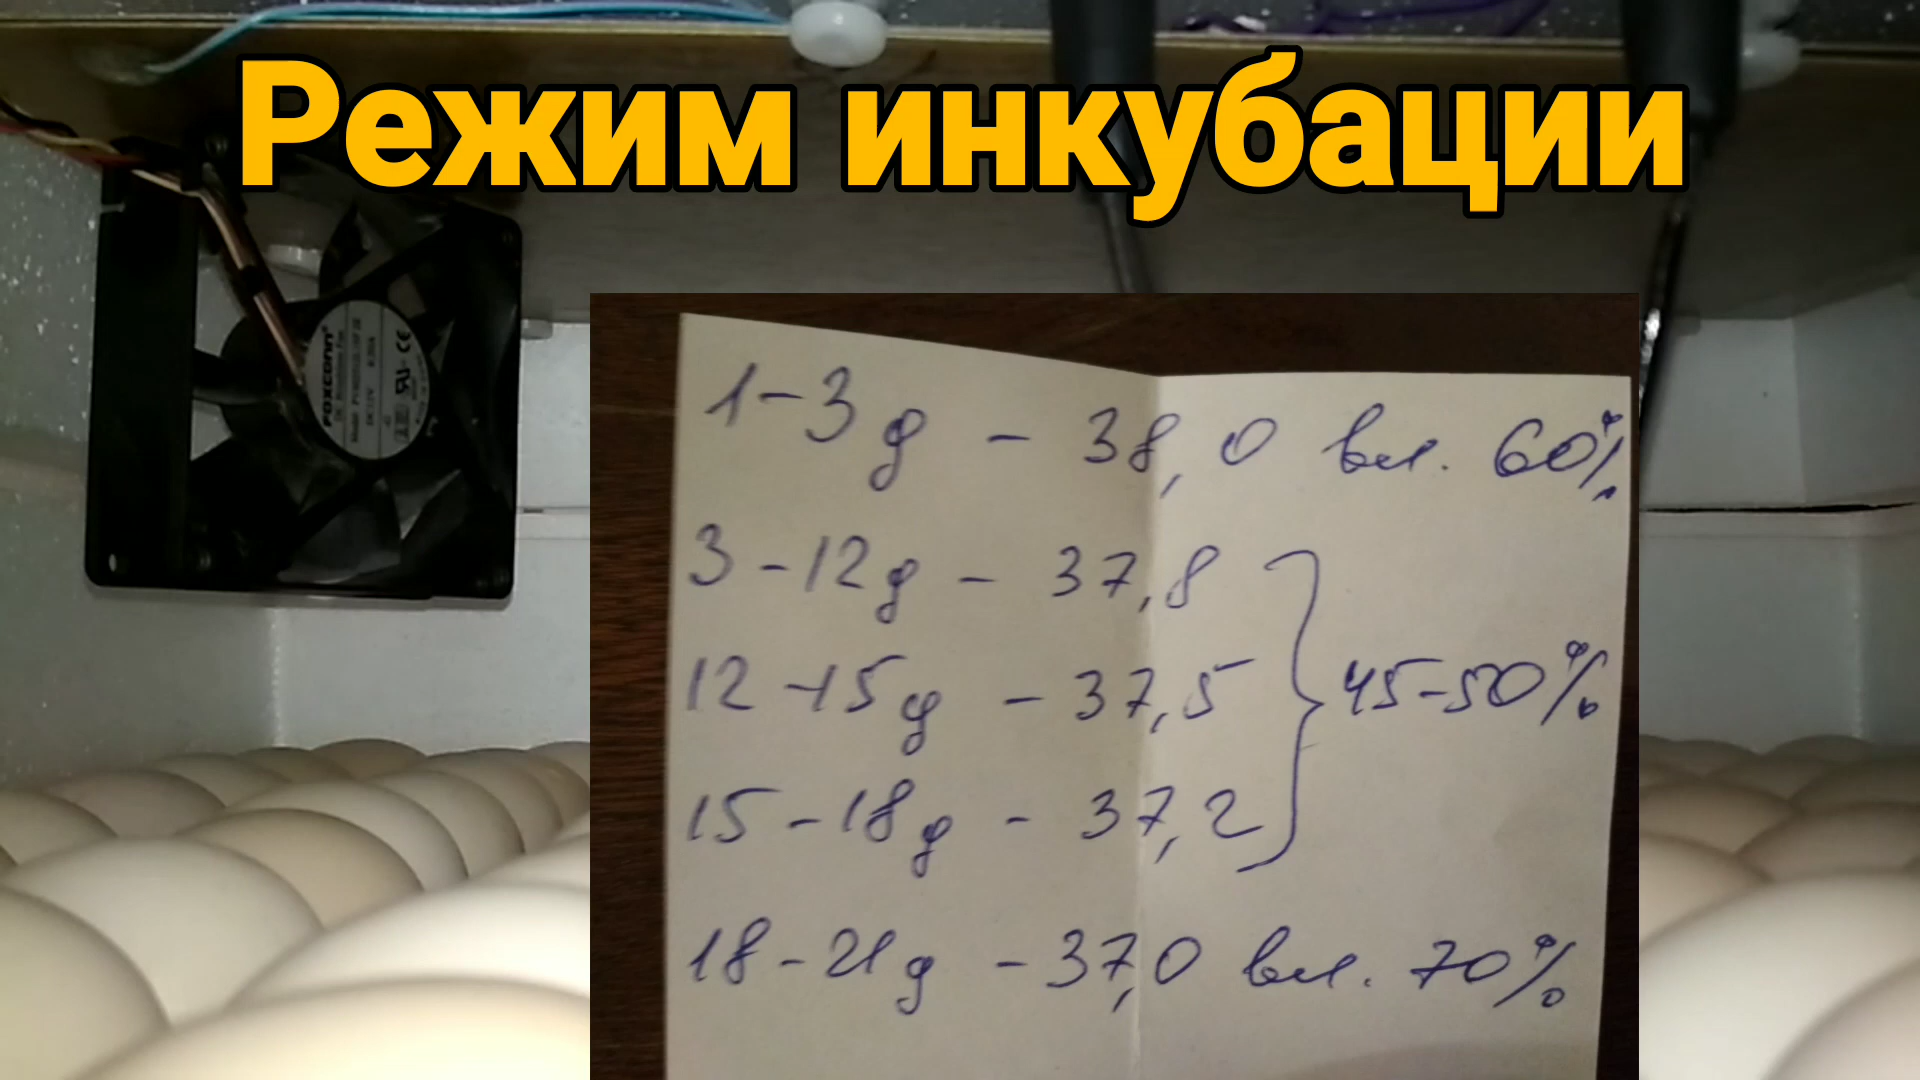 Режим инкубации
FOXCONN
1-3д - 38,0 вл. 60%
3-12д - 37,8
12-15д - 37,5
45-50%
15-18д - 37,2
18-21д - 37,0 вл. 70%